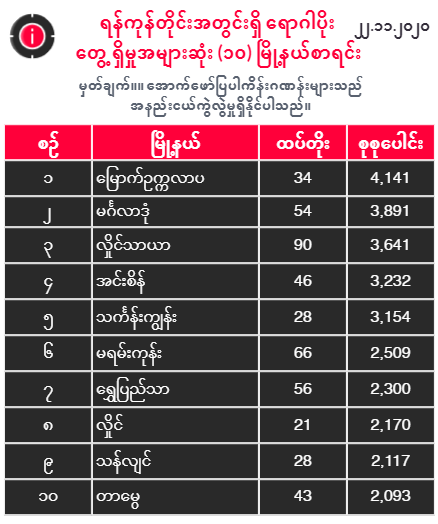 ရန်ကုန်တိုင်းအတွင်းရှိ ရောဂါပိုး ၂၂.၁၁.၂၀၂၀
တွေ့ရှိမှုအများဆုံး (၁၀) မြို့နယ်စာရင်း
မှတ်ချက်။။ အောက်ဖော်ပြပါကိန်းဂဏန်းများသည်
အနည်းငယ်ကွဲလွဲမှုရှိနိုင်ပါသည်။
စဉ် မြို့နယ် ထပ်တိုး စုစုပေါင်း
၁ မြောက်ဥက္ကလာပ 34 4,141
၂ မင်္ဂလာဒုံ 54 3,891
၃ လှိုင်သာယာ 90 3,641
၄ အင်းစိန် 46 3,232
၅ သင်္ကန်းကျွန်း 28 3,154
၆ မရမ်းကုန်း 66 2,509
၇ ရွှေပြည်သာ 56 2,300
၈ လှိုင် 21 2,170
၉ သန်လျင် 28 2,117
၁၀ တာမွေ 43 2,093